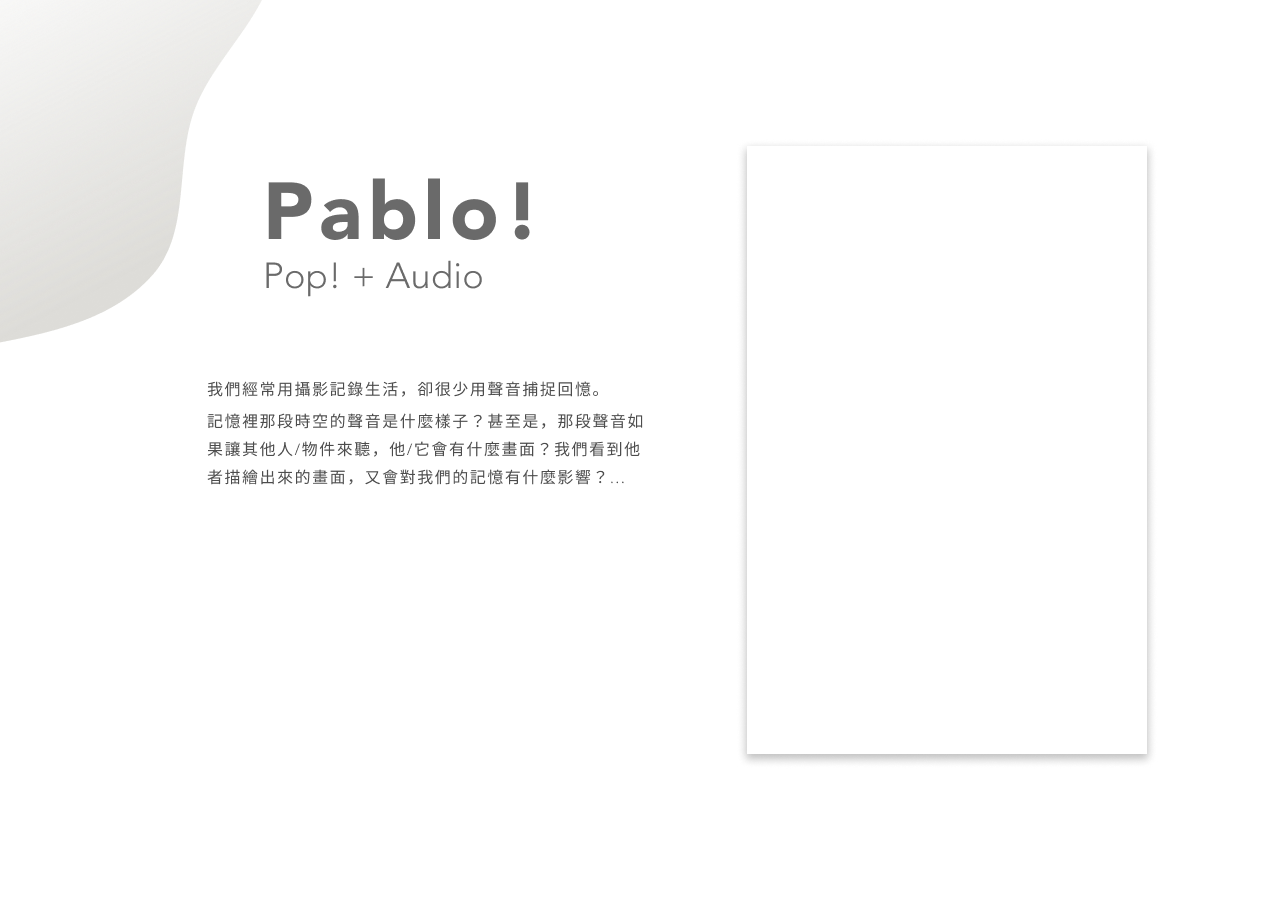 Pablo!
Pop! + Audio
我們經常用攝影記錄生活，卻很少用聲音捕捉回憶。
記憶裡那段時空的聲音是什麼樣子？甚至是，那段聲音如
果讓其他人/物件來聽，他/它會有什麼畫面？我們看到他
者描繪出來的畫面，又會對我們的記憶有什麼影響？...